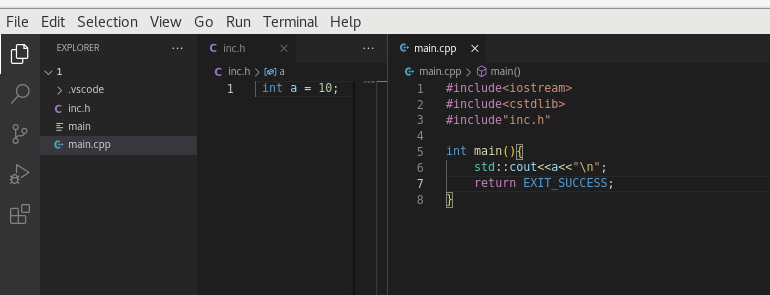 File Edit Selection View Go Run Terminal Help
EXPLORER ...
1
.vscode
inc.h
main
main.cpp
inc.h ...
inc.h > a
1 int a = 10;
main.cpp
main.cpp > main()
1 #include<iostream>
2 #include<cstdlib>
3 #include"inc.h"
4
5 int main(){
6 std::cout<<a<<"\n";
7 return EXIT_SUCCESS;
8 }